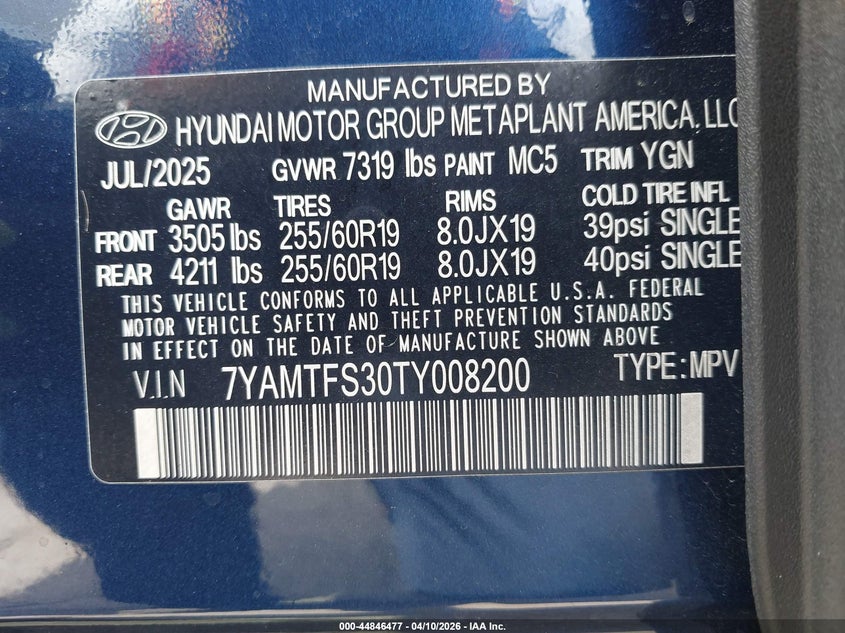 MANUFACTURED BY
HYUNDAI MOTOR GROUP METAPLANT AMERICA, LLC
JUL/2025 GVWR 7319 lbs PAINT MC5 TRIM YGN
GAWR TIRES RIMS COLD TIRE INFL
FRONT 3505 lbs 255/60R19 8.0JX19 39psi SINGLE
REAR 4211 lbs 255/60R19 8.0JX19 40psi SINGLE
THIS VEHICLE CONFORMS TO ALL APPLICABLE U.S.A. FEDERAL
MOTOR VEHICLE SAFETY AND THEFT PREVENTION STANDARDS
IN EFFECT ON THE DATE OF MANUFACTURE SHOWN ABOVE
V.I.N 7YAMTFS30TY008200 TYPE: MPV
000-44846477 - 04/10/2026 - IAA Inc.